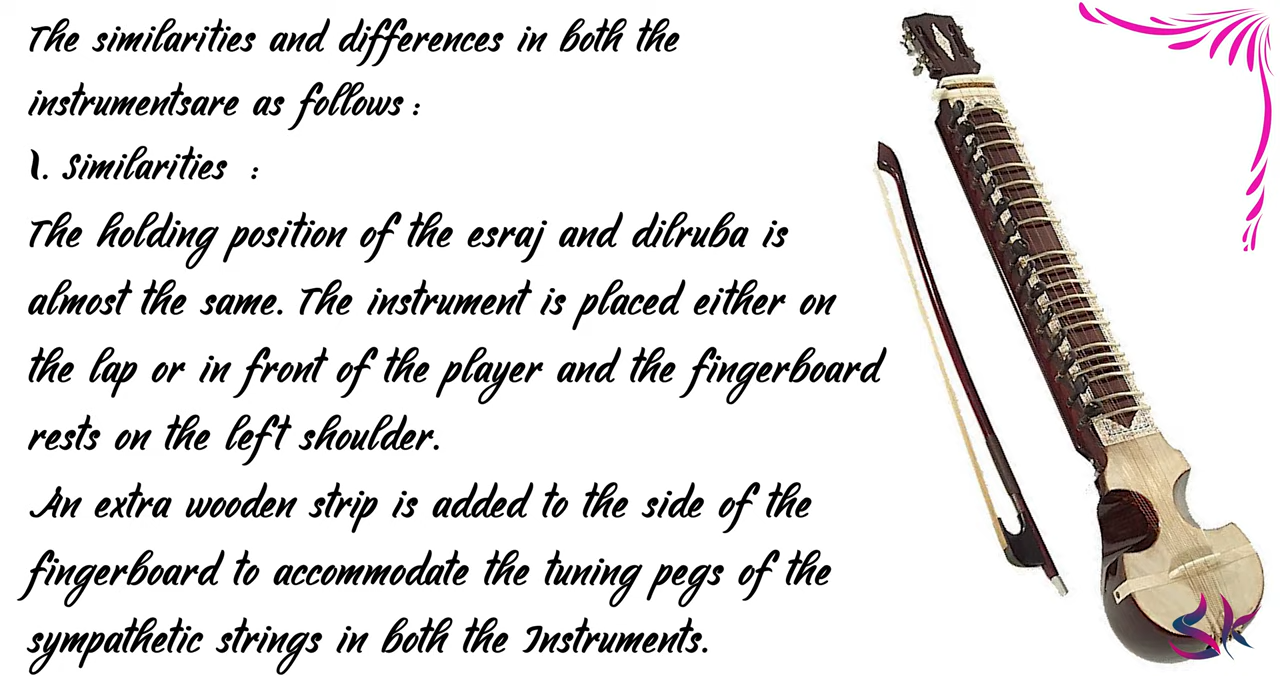 The similarities and differences in both the
instrumentsare as follows :
1. Similarities :
The holding position of the esraj and dilruba is
almost the same. The instrument is placed either on
the lap or in front of the player and the fingerboard
rests on the left shoulder.
An extra wooden strip is added to the side of the
fingerboard to accommodate the tuning pegs of the
sympathetic strings in both the Instruments.
SK